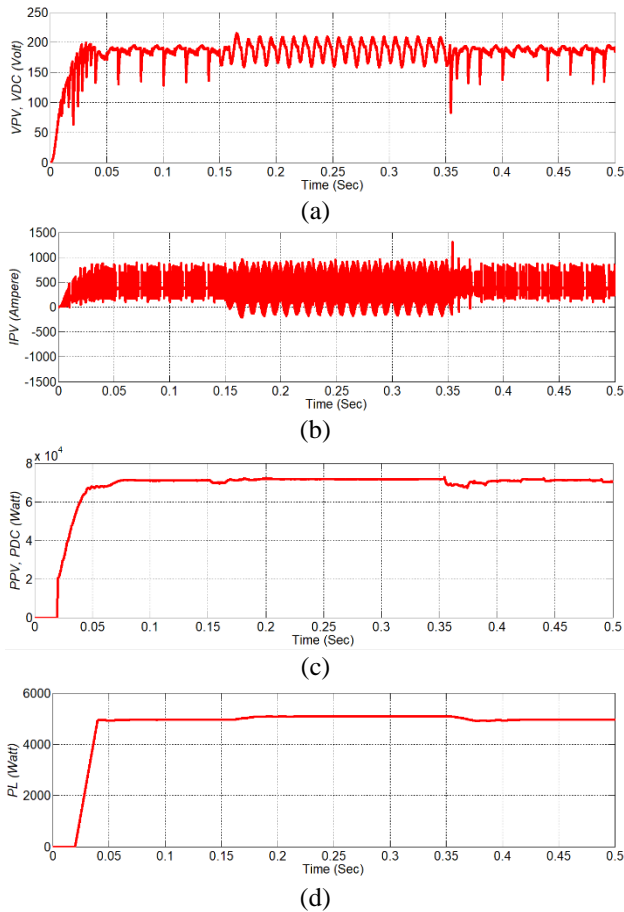 VPV, VDC (Volt)
250
200
150
100
50
0
0 0.05 0.1 0.15 0.2 0.25 0.3 0.35 0.4 0.45 0.5
Time (Sec)
(a)
IPV (Ampere)
1500
1000
500
0
-500
-1000
-1500
0 0.05 0.1 0.15 0.2 0.25 0.3 0.35 0.4 0.45 0.5
Time (Sec)
(b)
PPV, PDC (Watt)
8 x 10^4
6
4
2
0
0 0.05 0.1 0.15 0.2 0.25 0.3 0.35 0.4 0.45 0.5
Time (Sec)
(c)
PL (Watt)
6000
4000
2000
0
0 0.05 0.1 0.15 0.2 0.25 0.3 0.35 0.4 0.45 0.5
Time (Sec)
(d)